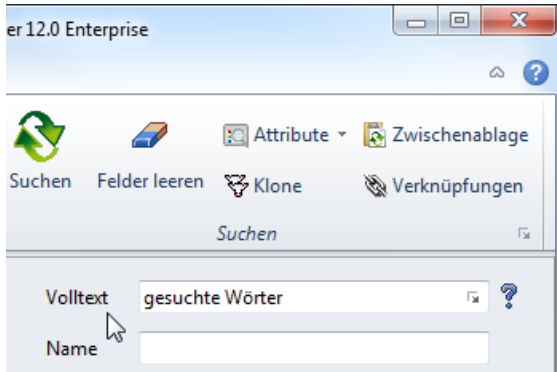 er 12.0 Enterprise
Suchen
Felder leeren
Attribute
Klone
Zwischenablage
Verknüpfungen
Suchen
Volltext gesuchte Wörter
Name